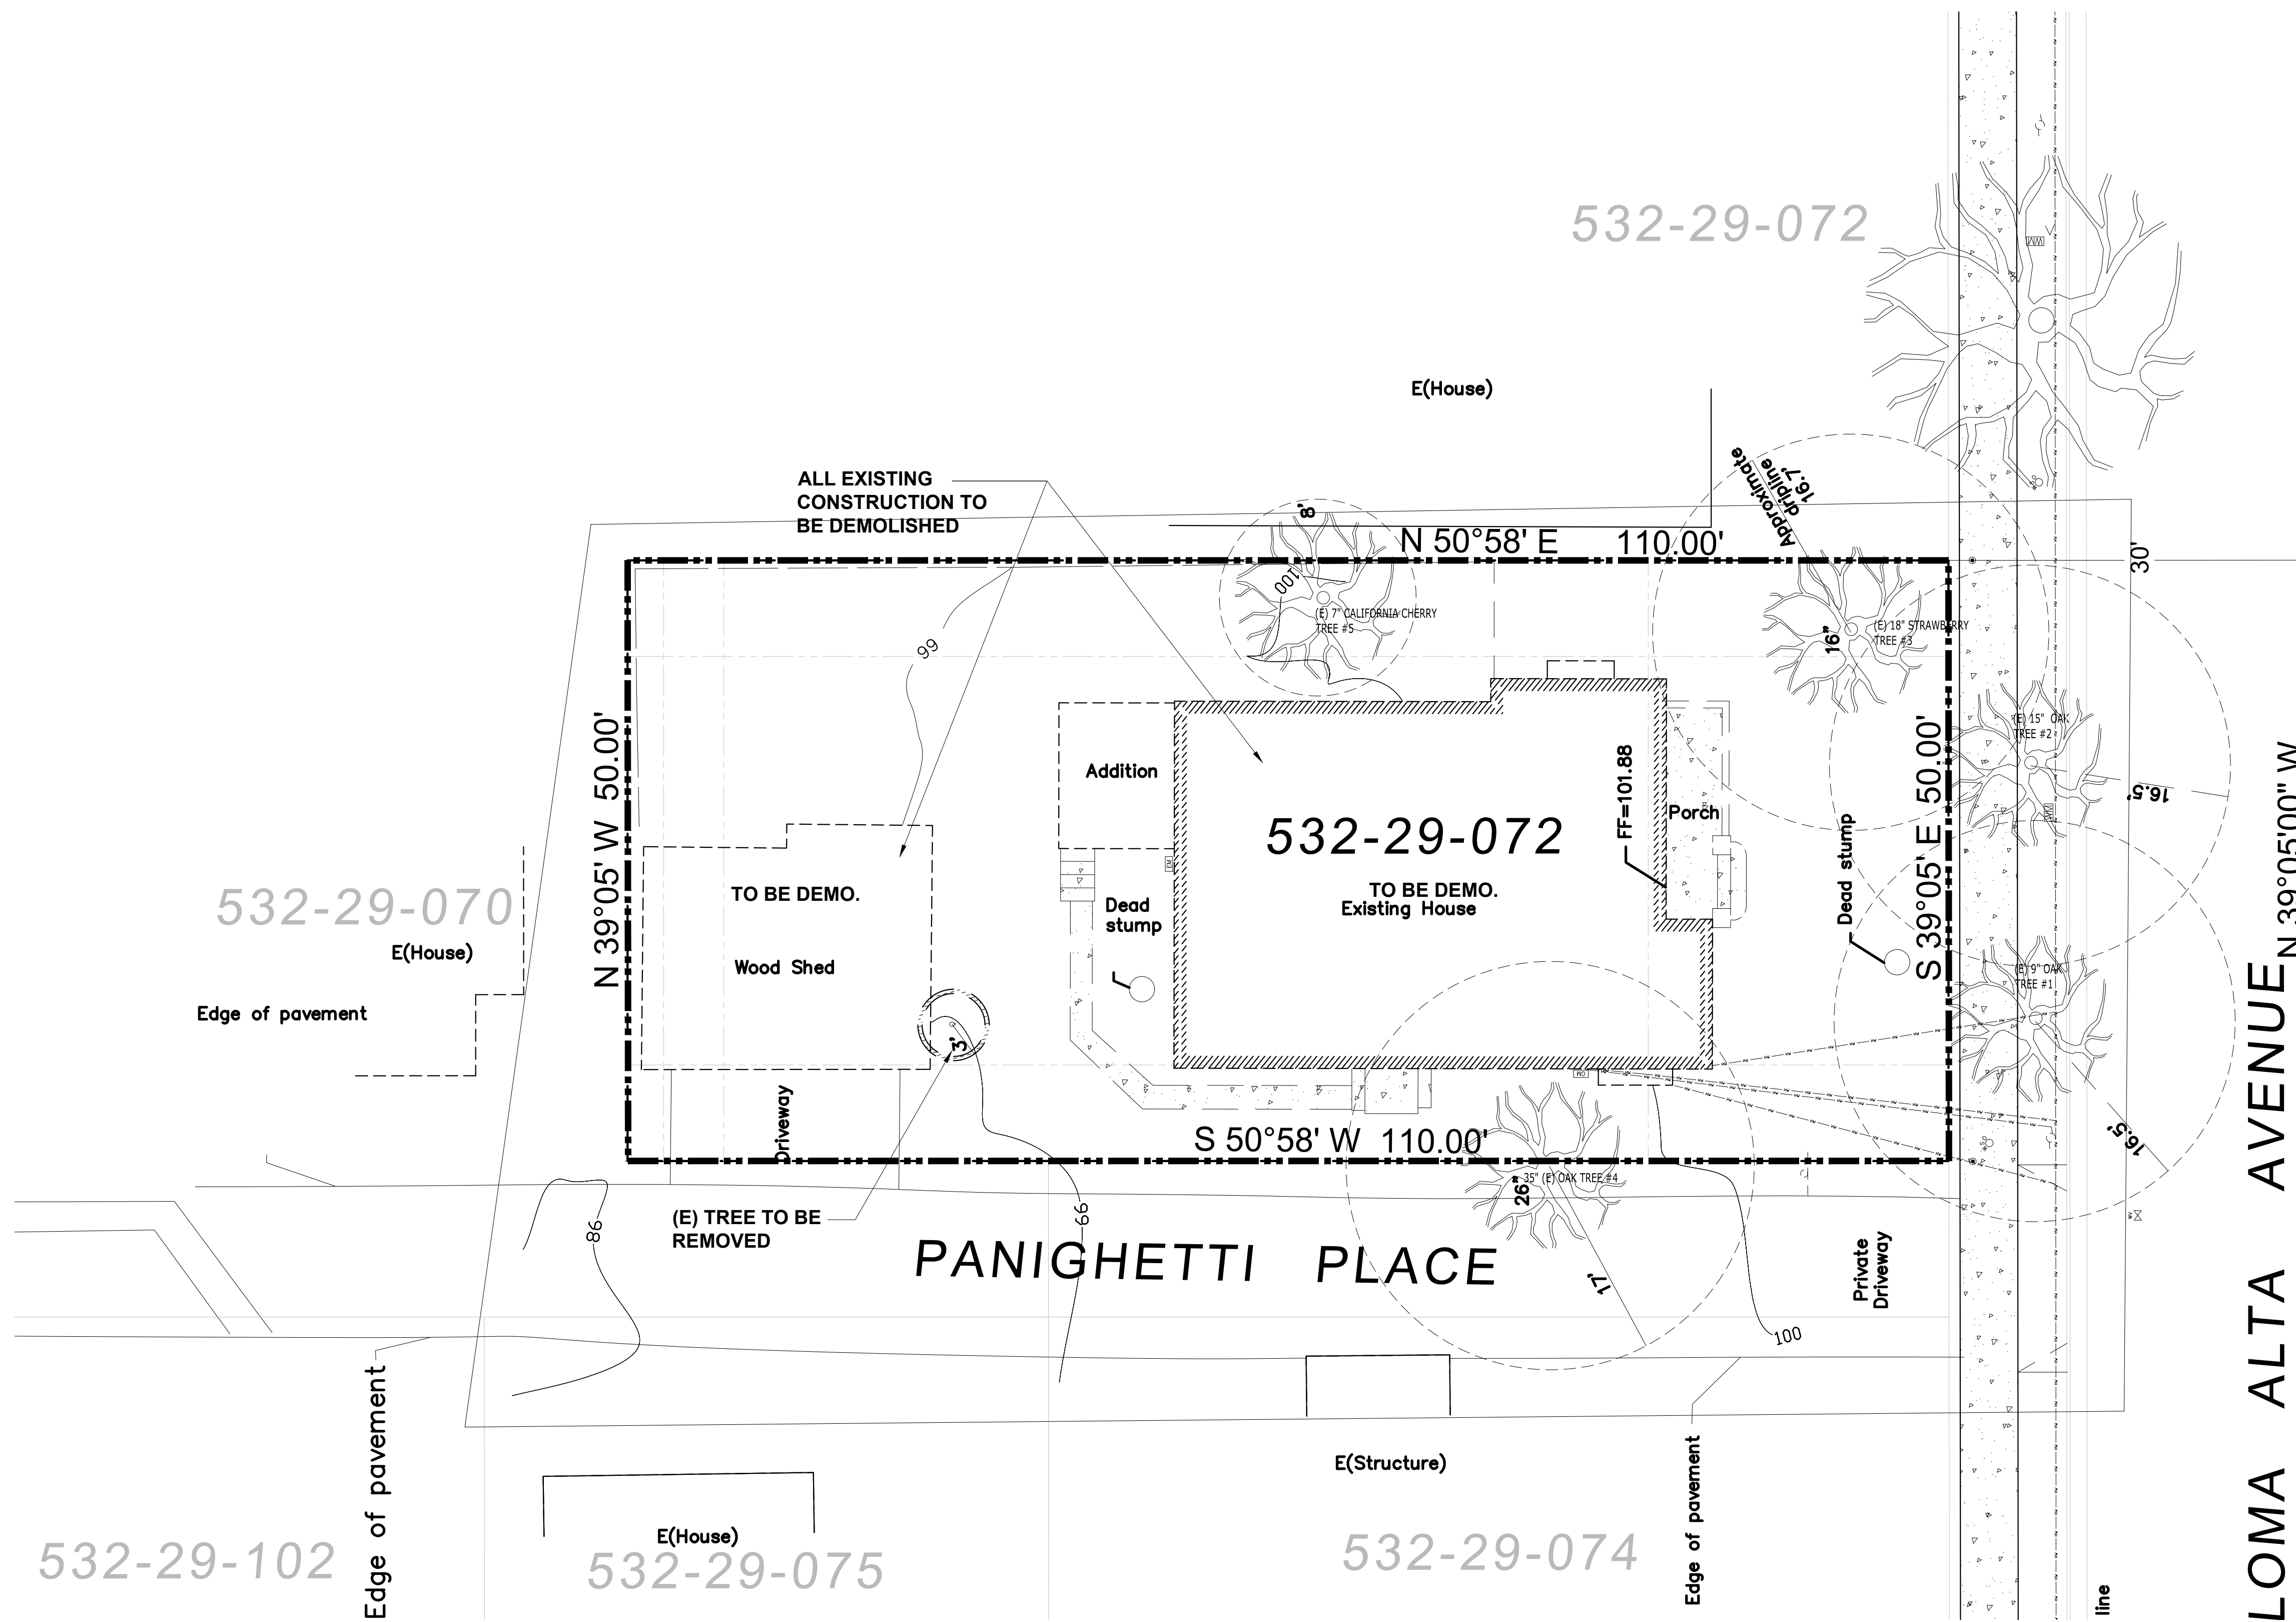 532-29-072
WM
E(House)
Approximate
dripline
16.7'
ALL EXISTING
CONSTRUCTION TO
BE DEMOLISHED
8'
N 50°58' E 110.00'
30'
100
(E) 7" CALIFORNIA CHERRY
TREE #5
(E) 18" STRAWBERRY
TREE #3
16"
99
(E) 15" OAK
TREE #2
N 39°05' W 50.00'
S 39°05' E 50.00'
N 39°05'00" W
Addition
FF=101.88
Porch
16.5'
WM
532-29-072
EM
TO BE DEMO.
Existing House
TO BE DEMO.
Dead stump
532-29-070
Dead
stump
E(House)
Wood Shed
(E) 9" OAK
TREE #1
Edge of pavement
3'
GM
Driveway
S 50°58' W 110.00'
16.5'
35" (E) OAK TREE #4
26"
(E) TREE TO BE
REMOVED
98
99
PANIGHETTI PLACE
17'
Private
Driveway
100
LOMA ALTA AVENUE
Edge of pavement
E(Structure)
Edge of pavement
E(House)
532-29-102
532-29-075
532-29-074
line